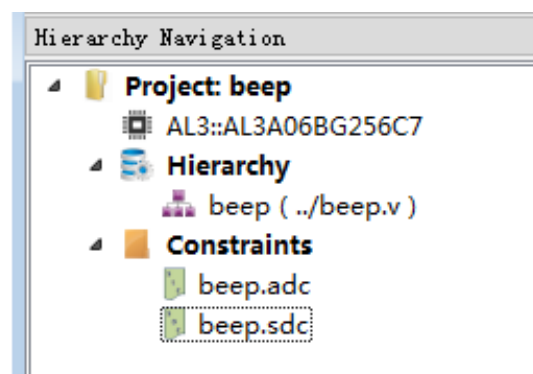 Hierarchy Navigation
Project: beep
AL3::AL3A06BG256C7
Hierarchy
beep ( ../beep.v )
Constraints
beep.adc
beep.sdc